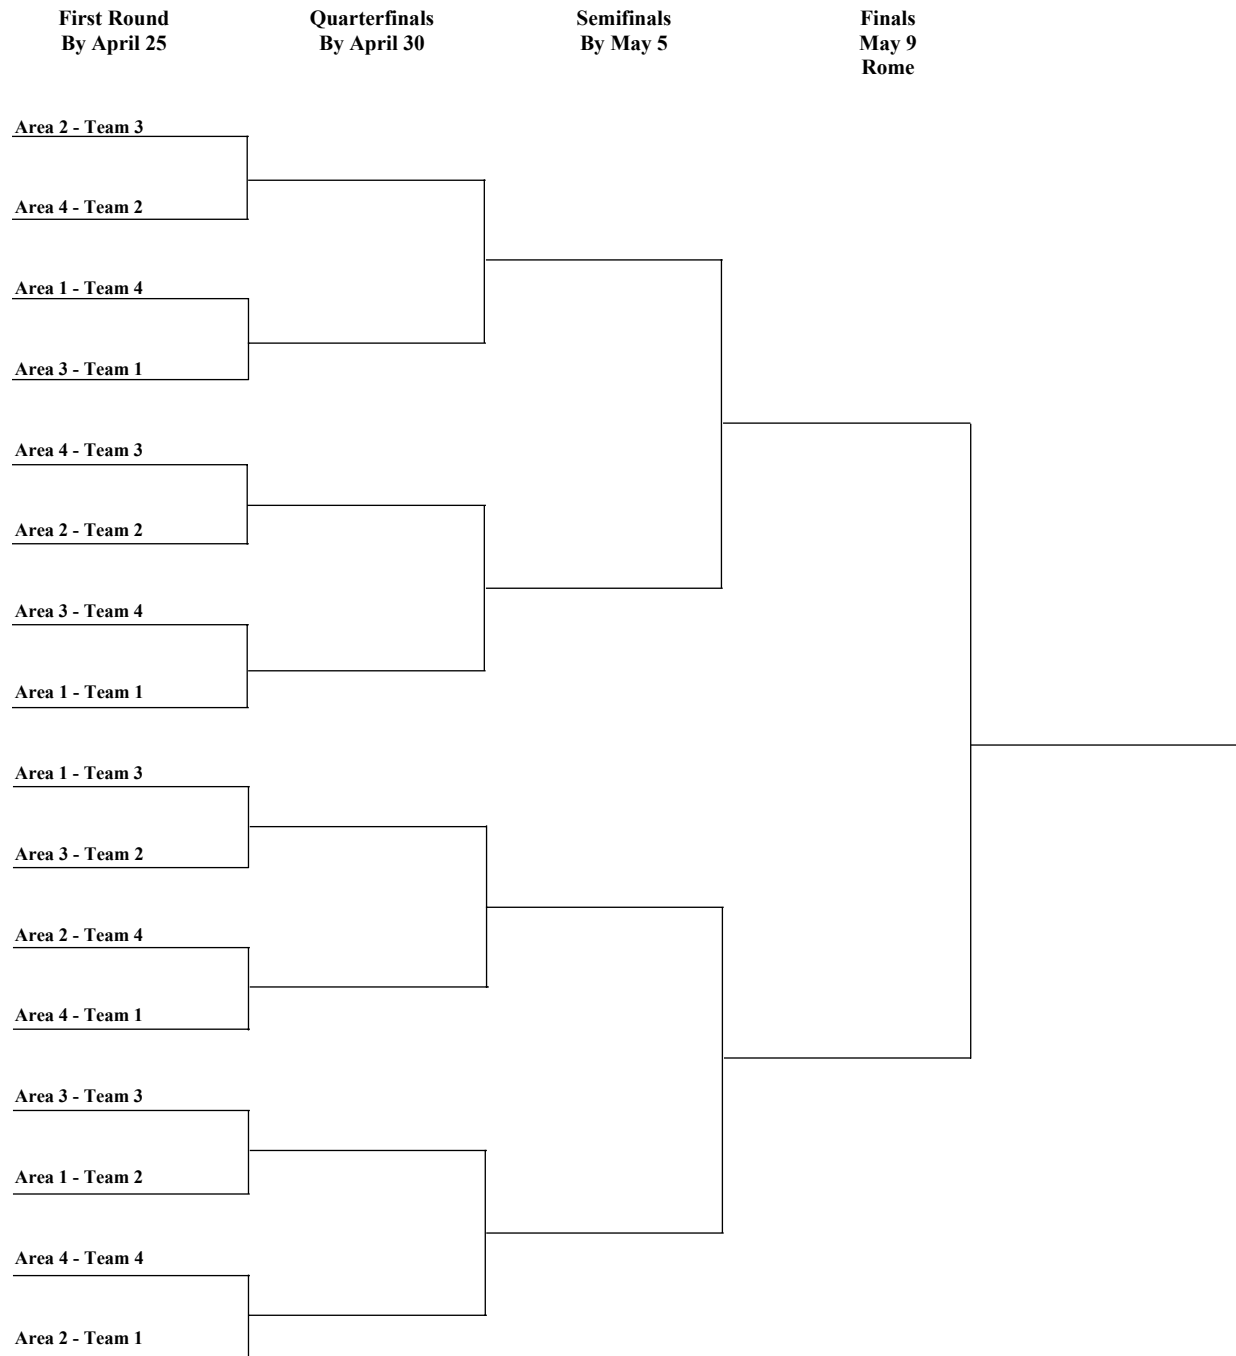 First Round
By April 25
Quarterfinals
By April 30
Semifinals
By May 5
Finals
May 9
Rome
Area 2 - Team 3
Area 4 - Team 2
Area 1 - Team 4
Area 3 - Team 1
Area 4 - Team 3
Area 2 - Team 2
Area 3 - Team 4
Area 1 - Team 1
Area 1 - Team 3
Area 3 - Team 2
Area 2 - Team 4
Area 4 - Team 1
Area 3 - Team 3
Area 1 - Team 2
Area 4 - Team 4
Area 2 - Team 1